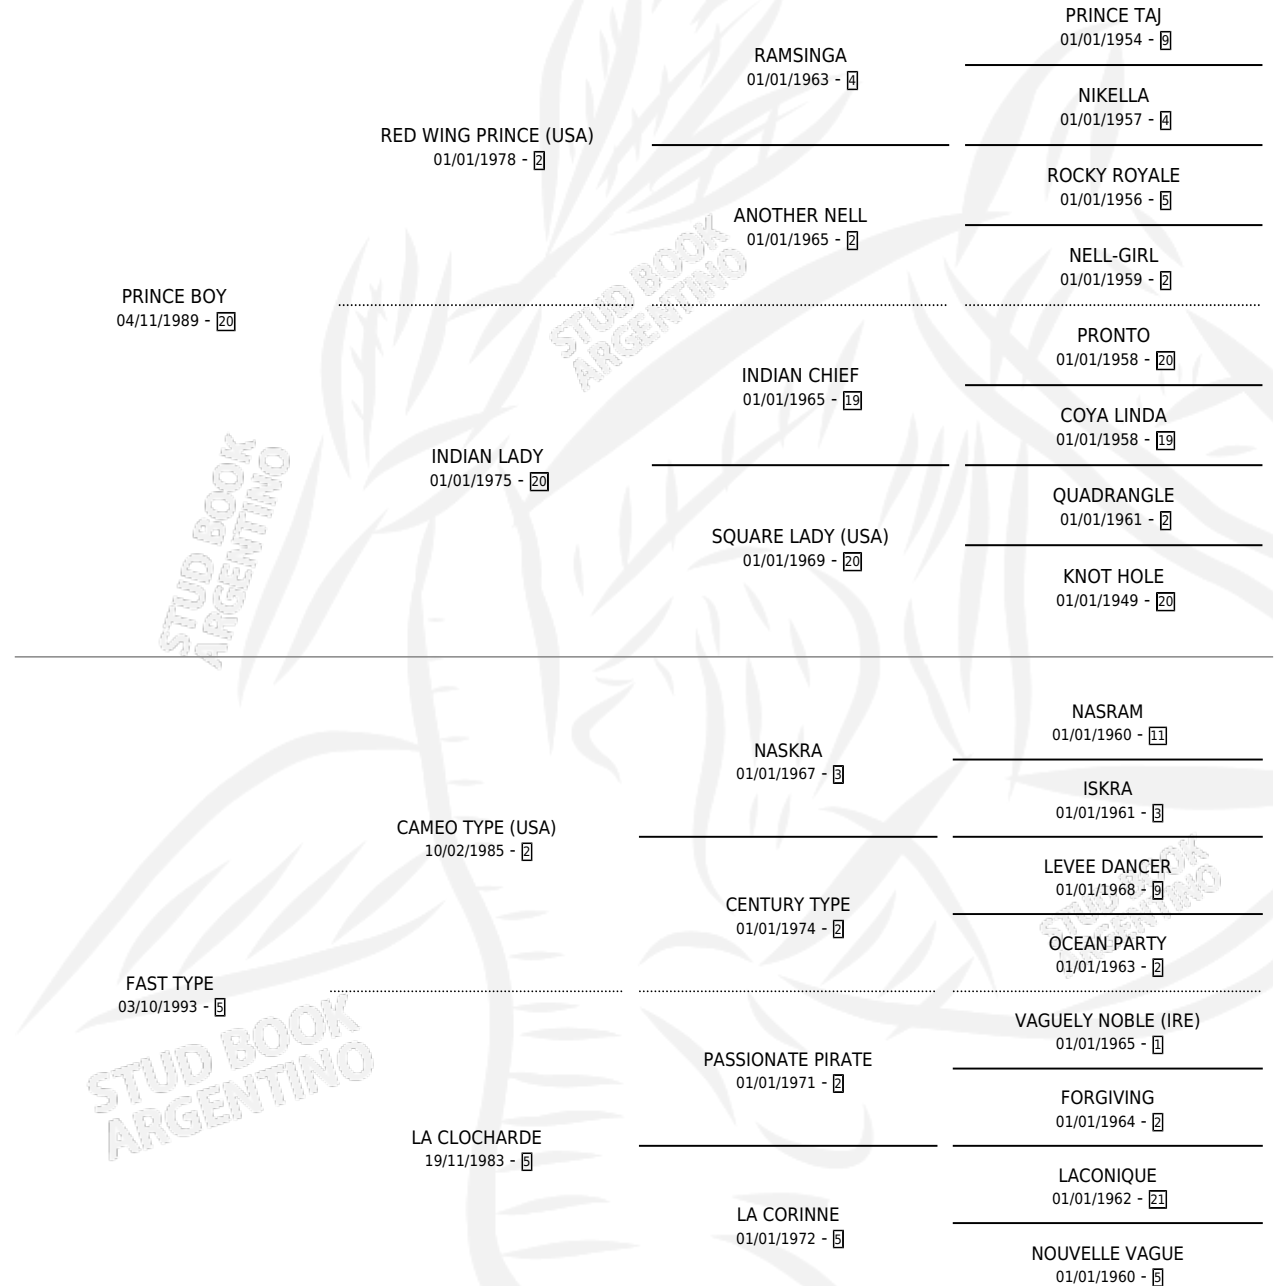 PRINCE TAJ
01/01/1954 - 9
RAMSINGA
01/01/1963 - 4
NIKELLA
01/01/1957 - 4
RED WING PRINCE (USA)
01/01/1978 - 2
ROCKY ROYALE
01/01/1956 - 5
ANOTHER NELL
01/01/1965 - 2
NELL-GIRL
01/01/1959 - 2
PRINCE BOY
04/11/1989 - 20
PRONTO
01/01/1958 - 20
INDIAN CHIEF
01/01/1965 - 19
COYA LINDA
01/01/1958 - 19
INDIAN LADY
01/01/1975 - 20
QUADRANGLE
01/01/1961 - 2
SQUARE LADY (USA)
01/01/1969 - 20
KNOT HOLE
01/01/1949 - 20
NASRAM
01/01/1960 - 11
NASKRA
01/01/1967 - 3
ISKRA
01/01/1961 - 3
CAMEO TYPE (USA)
10/02/1985 - 2
LEVEE DANCER
01/01/1968 - 9
CENTURY TYPE
01/01/1974 - 2
OCEAN PARTY
01/01/1963 - 2
FAST TYPE
03/10/1993 - 5
VAGUELY NOBLE (IRE)
01/01/1965 - 1
PASSIONATE PIRATE
01/01/1971 - 2
FORGIVING
01/01/1964 - 2
LA CLOCHARDE
19/11/1983 - 5
LACONIQUE
01/01/1962 - 21
LA CORINNE
01/01/1972 - 5
NOUVELLE VAGUE
01/01/1960 - 5
STUD BOOK
ARGENTINO
STUD BOOK
ARGENTINO
STUD BOOK
ARGENTINO
STUD BOOK
ARGENTINO